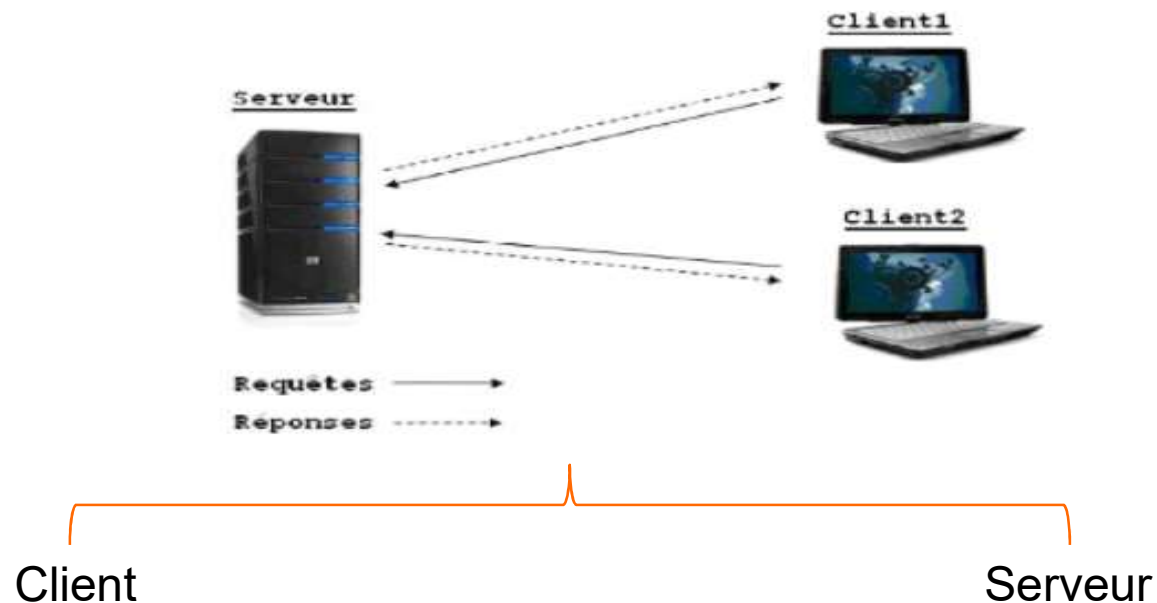 Client1
Serveur
Client2
Requêtes
Réponses
Client
Serveur